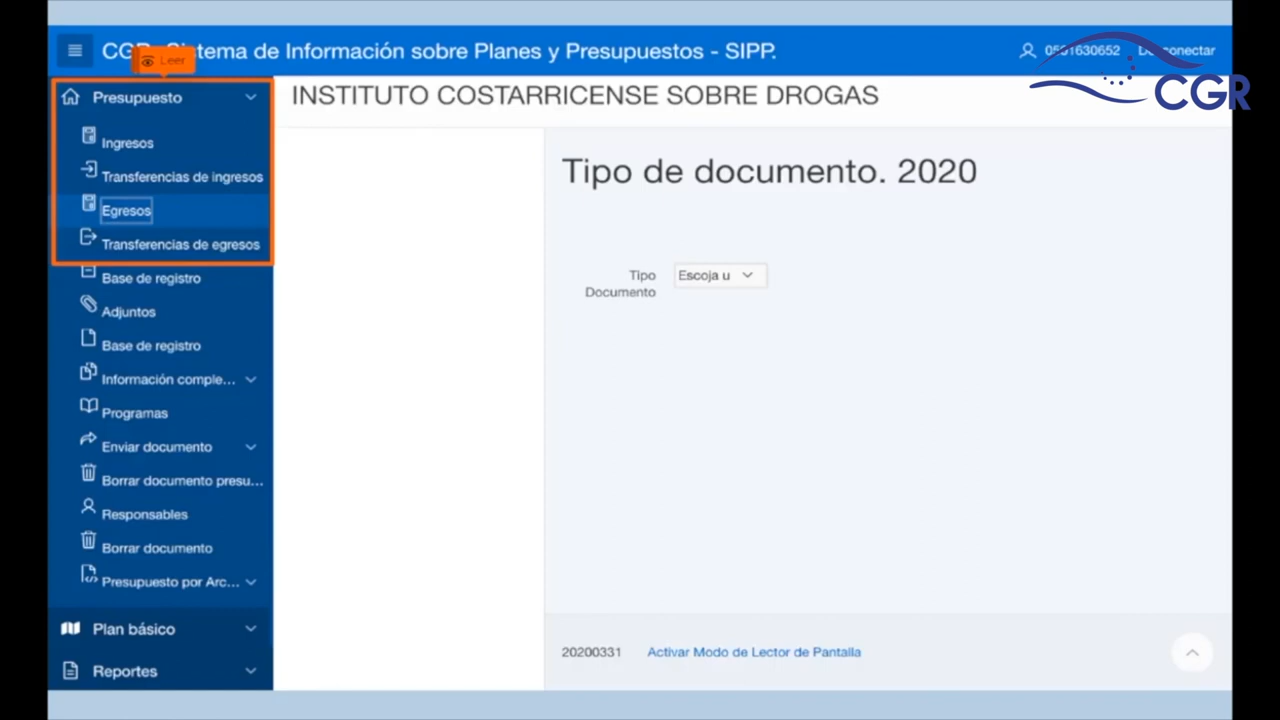 CGR- Sistema de Información sobre Planes y Presupuestos - SIPP.
Leer
0501630652
Desconectar
CGR
Presupuesto
INSTITUTO COSTARRICENSE SOBRE DROGAS
Ingresos
Transferencias de ingresos
Egresos
Transferencias de egresos
Base de registro
Adjuntos
Base de registro
Información comple...
Programas
Enviar documento
Borrar documento presu...
Responsables
Borrar documento
Presupuesto por Arc...
Plan básico
Reportes
Tipo de documento. 2020
Tipo
Documento
Escoja u
20200331
Activar Modo de Lector de Pantalla